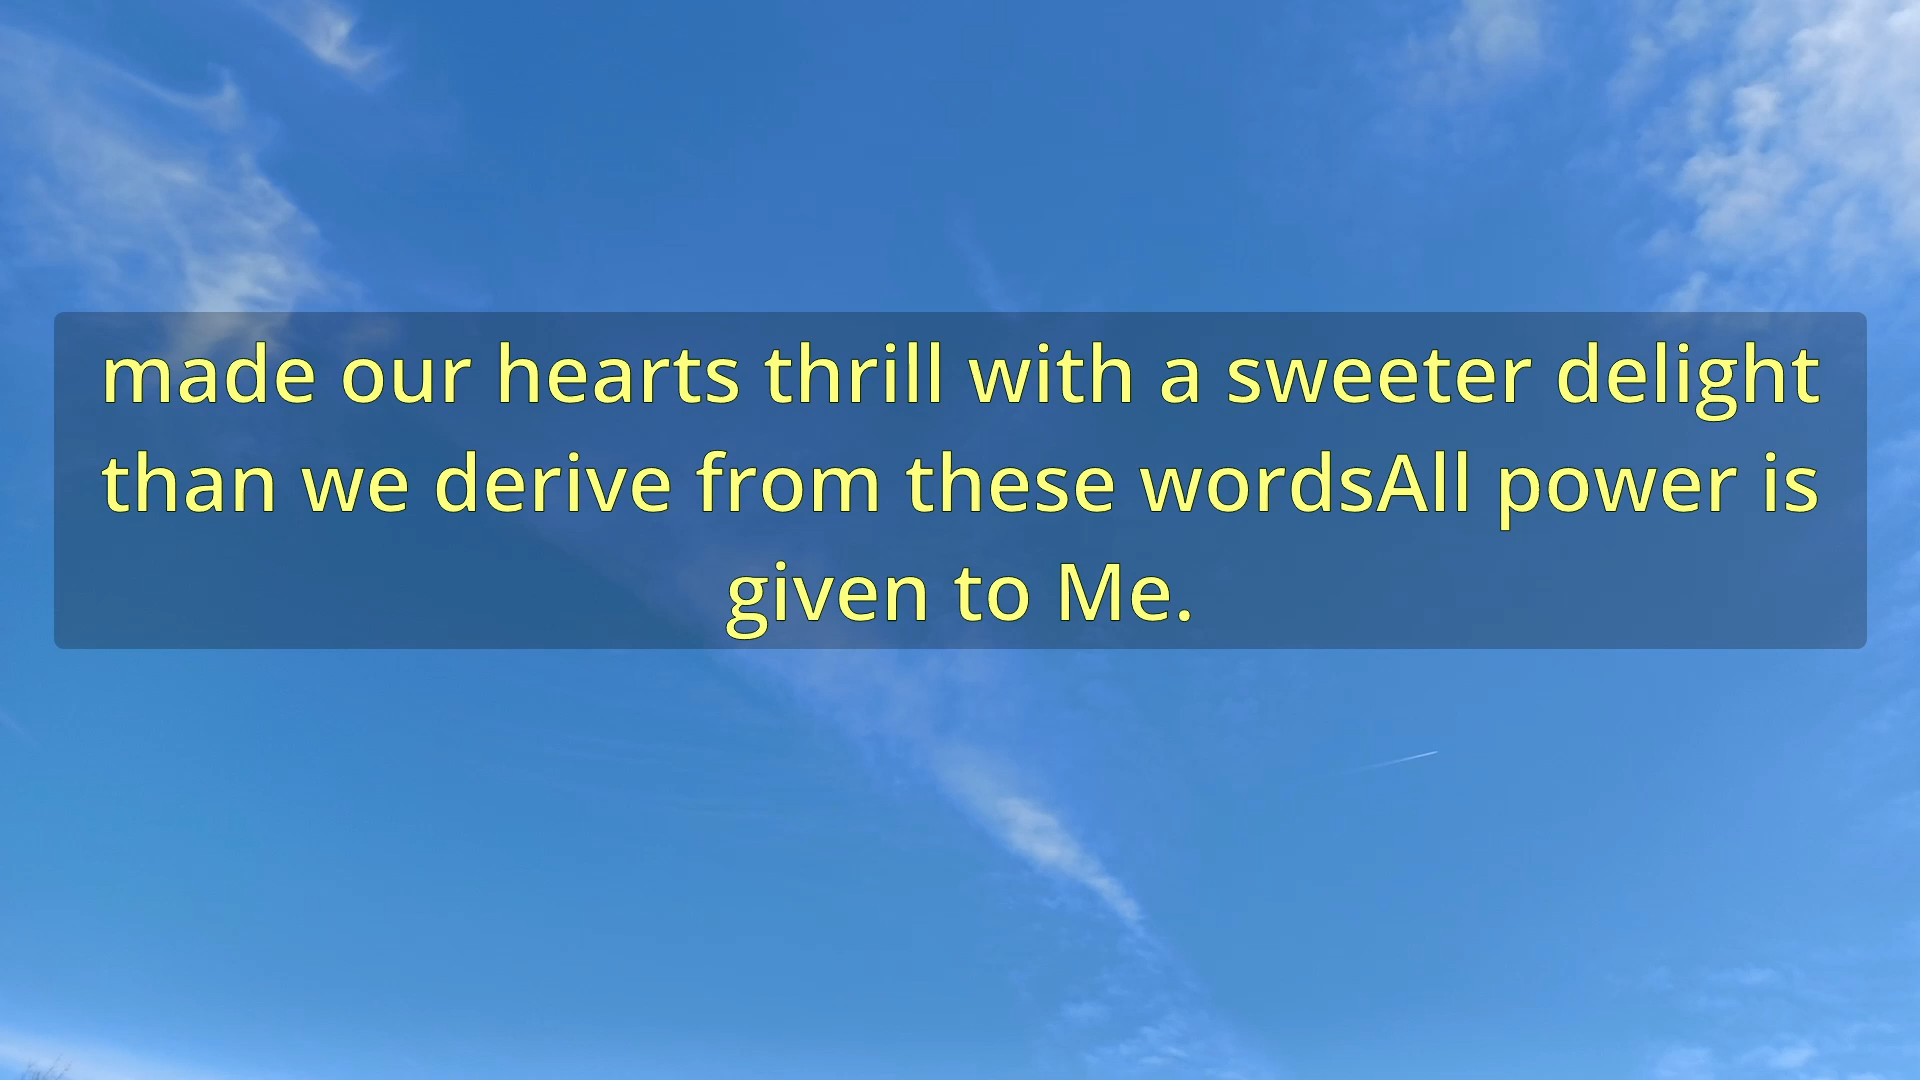 made our hearts thrill with a sweeter delight
than we derive from these wordsAll power is
given to Me.